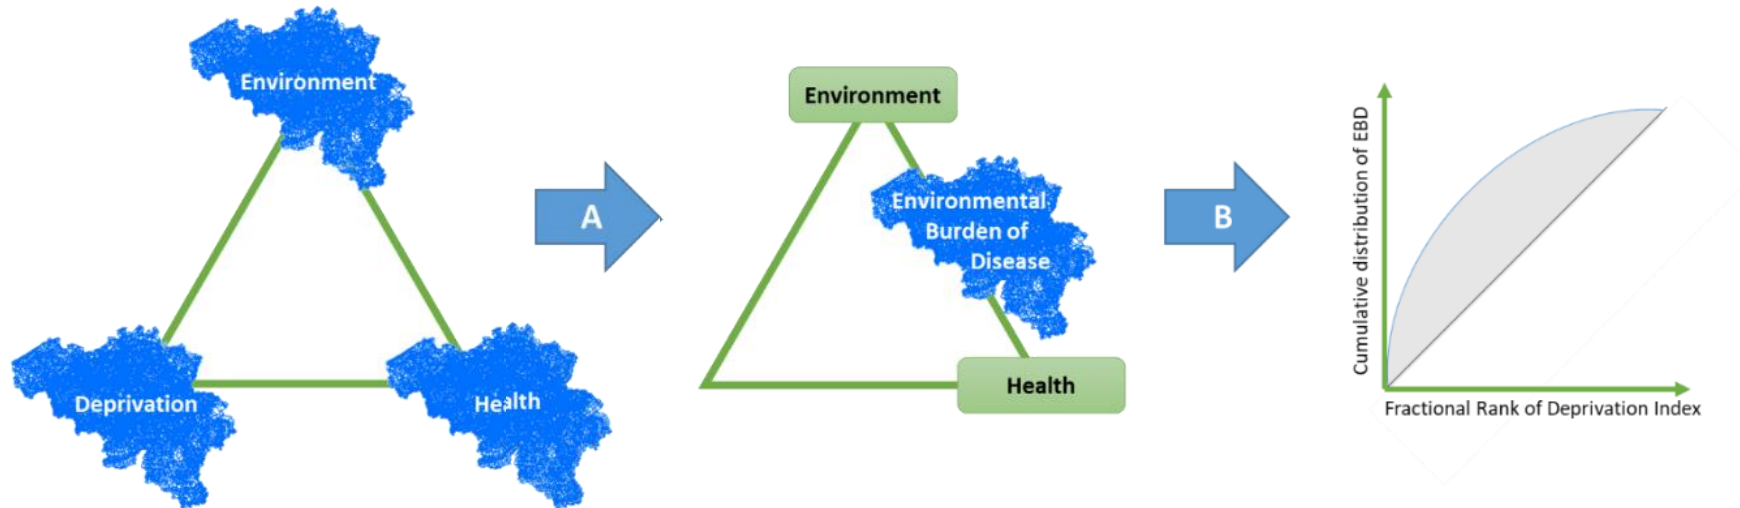 Environment
Deprivation
Health
A
Environment
Environmental
Burden of
Disease
Health
B
Cumulative distribution of EBD
Fractional Rank of Deprivation Index